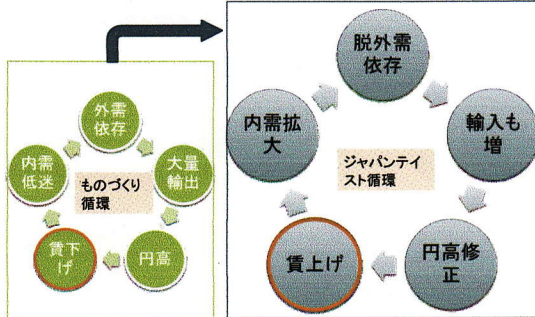 外需
依存
大量
輸出
円高
賃下
げ
内需
低迷
ものづくり
循環
脱外需
依存
輸入も
増
円高修
正
賃上げ
内需拡
大
ジャパンテイ
スト循環